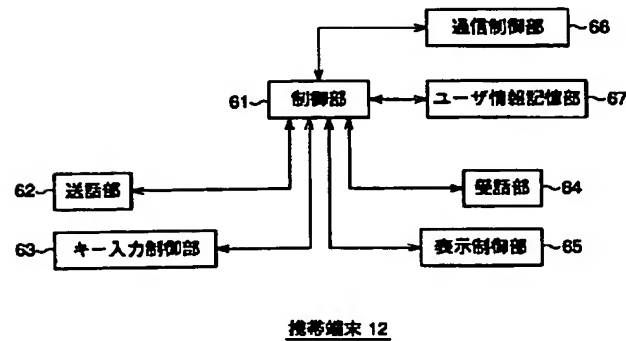 通信制御部 66
制御部 61
ユーザ情報記憶部 67
送話部 62
受話部 64
キー入力制御部 63
表示制御部 65
携帯端末 12